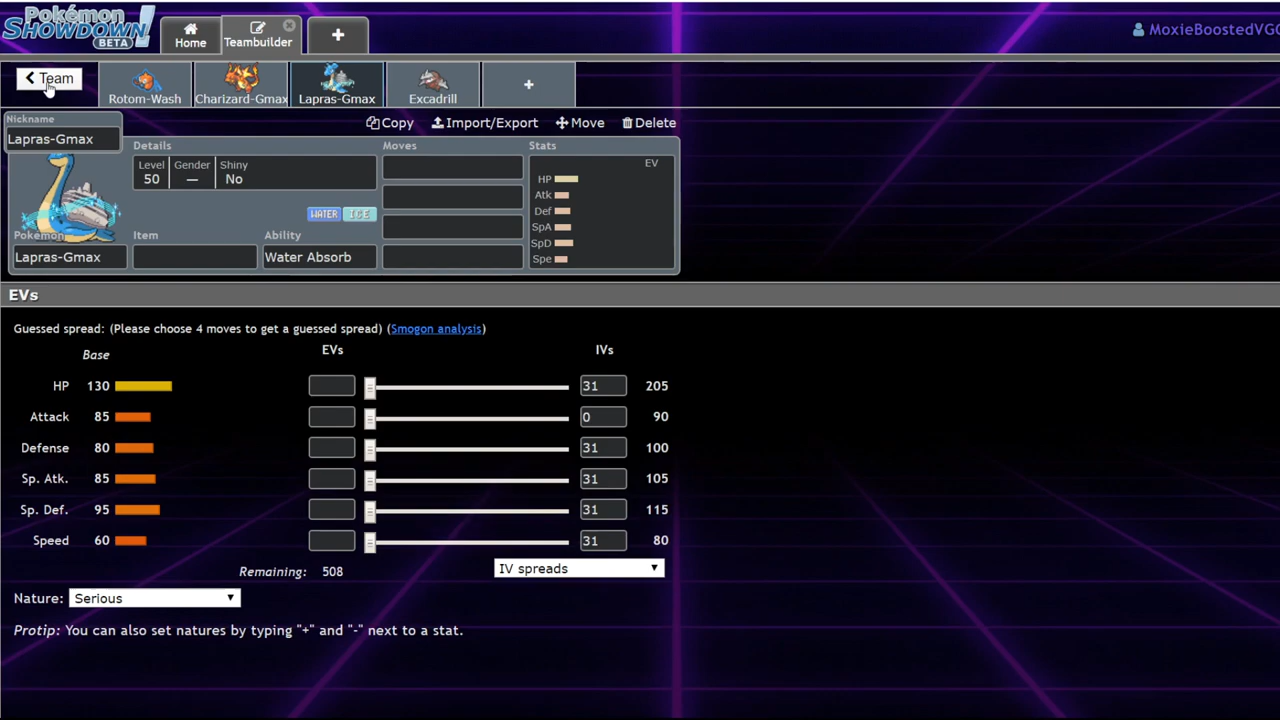 Pokémon
SHOWDOWN!
BETA
Home
Teambuilder
+
MoxieBoostedVGC
Team
Rotom-Wash
Charizard-Gmax
Lapras-Gmax
Excadrill
+
Nickname
Lapras-Gmax
Copy
Import/Export
Move
Delete
Details
Moves
Stats
Level Gender Shiny
50 — No
EV
HP
Atk
Def
SpA
SpD
Spe
WATER ICE
Pokémon
Item
Ability
Lapras-Gmax
Water Absorb
EVs
Guessed spread: (Please choose 4 moves to get a guessed spread) (Smogon analysis)
Base EVs IVs
HP 130 31 205
Attack 85 0 90
Defense 80 31 100
Sp. Atk. 85 31 105
Sp. Def. 95 31 115
Speed 60 31 80
Remaining: 508
IV spreads
Nature: Serious
Protip: You can also set natures by typing "+" and "-" next to a stat.